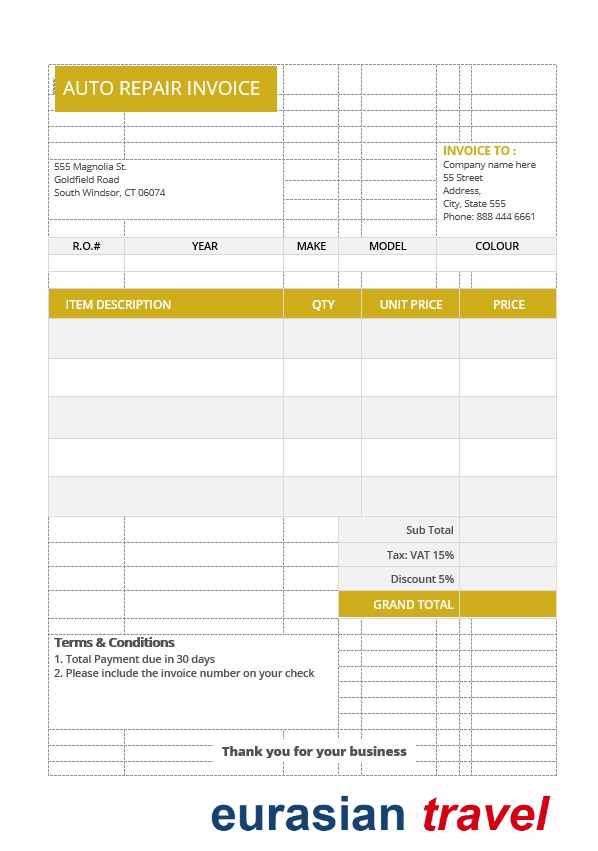 AUTO REPAIR INVOICE
555 Magnolia St.
Goldfield Road
South Windsor, CT 06074
INVOICE TO :
Company name here
55 Street
Address,
City, State 555
Phone: 888 444 6661
R.O.# YEAR MAKE MODEL COLOUR
ITEM DESCRIPTION QTY UNIT PRICE PRICE
Sub Total
Tax: VAT 15%
Discount 5%
GRAND TOTAL
Terms & Conditions
1. Total Payment due in 30 days
2. Please include the invoice number on your check
Thank you for your business
eurasian travel